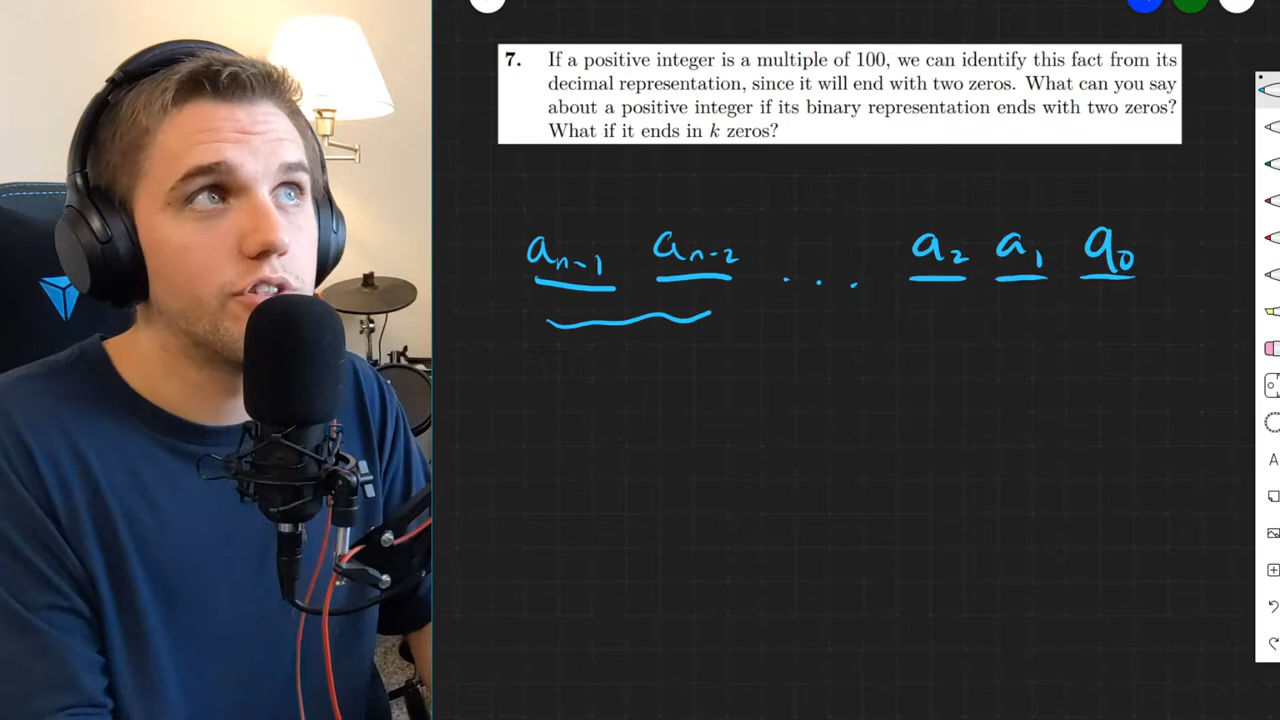 7. If a positive integer is a multiple of 100, we can identify this fact from its
decimal representation, since it will end with two zeros. What can you say
about a positive integer if its binary representation ends with two zeros?
What if it ends in k zeros?
aₙ₋₁ aₙ₋₂ . . . a₂ a₁ a₀
A